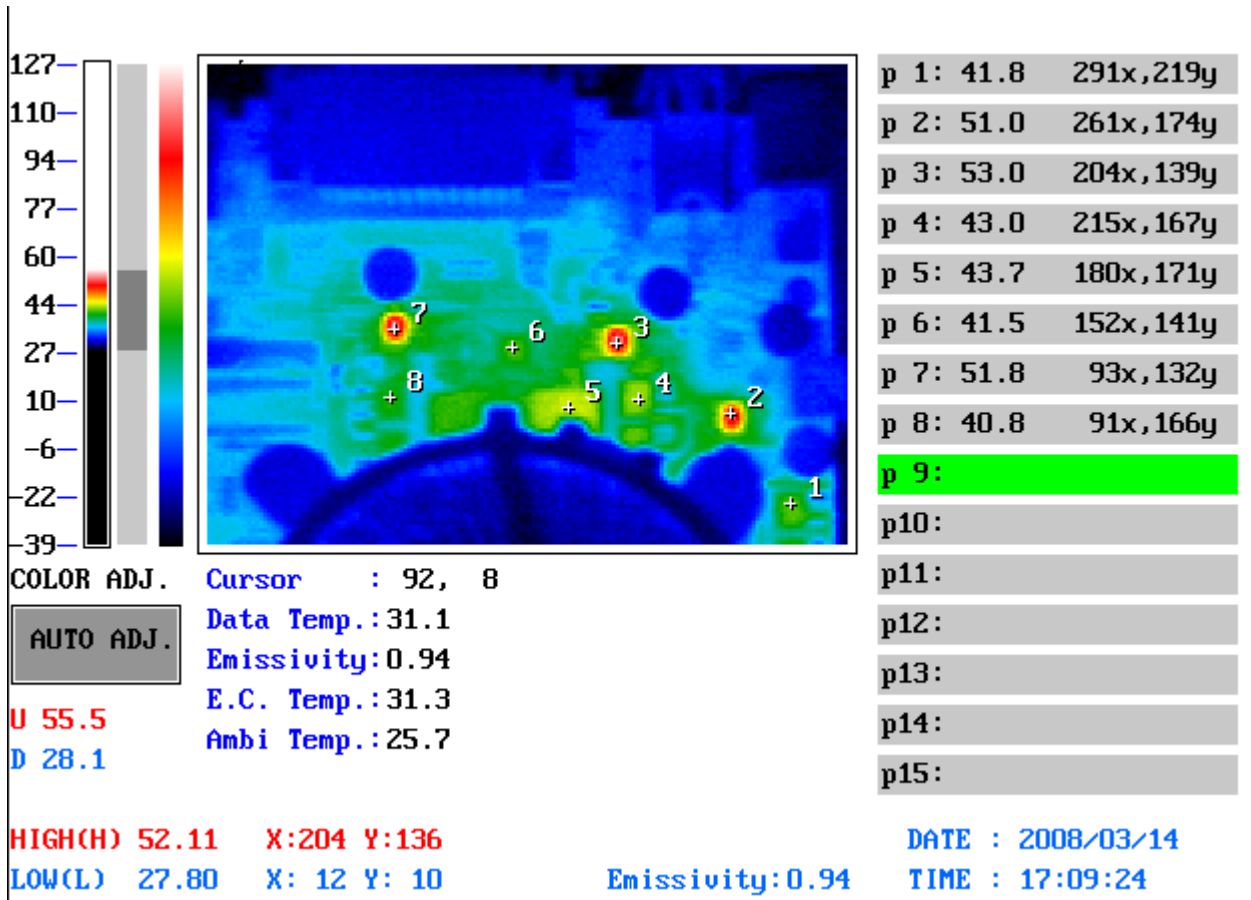 127
110
94
77
60
44
27
10
-6
-22
-39
COLOR ADJ.
AUTO ADJ.
U 55.5
D 28.1
7
6
3
8
5
4
2
1
p 1: 41.8 291x,219y
p 2: 51.0 261x,174y
p 3: 53.0 204x,139y
p 4: 43.0 215x,167y
p 5: 43.7 180x,171y
p 6: 41.5 152x,141y
p 7: 51.8 93x,132y
p 8: 40.8 91x,166y
p 9:
p10:
p11:
p12:
p13:
p14:
p15:
Cursor : 92, 8
Data Temp.:31.1
Emissivity:0.94
E.C. Temp.:31.3
Ambi Temp.:25.7
HIGH(H) 52.11 X:204 Y:136
LOW(L) 27.80 X: 12 Y: 10
Emissivity:0.94
DATE : 2008/03/14
TIME : 17:09:24